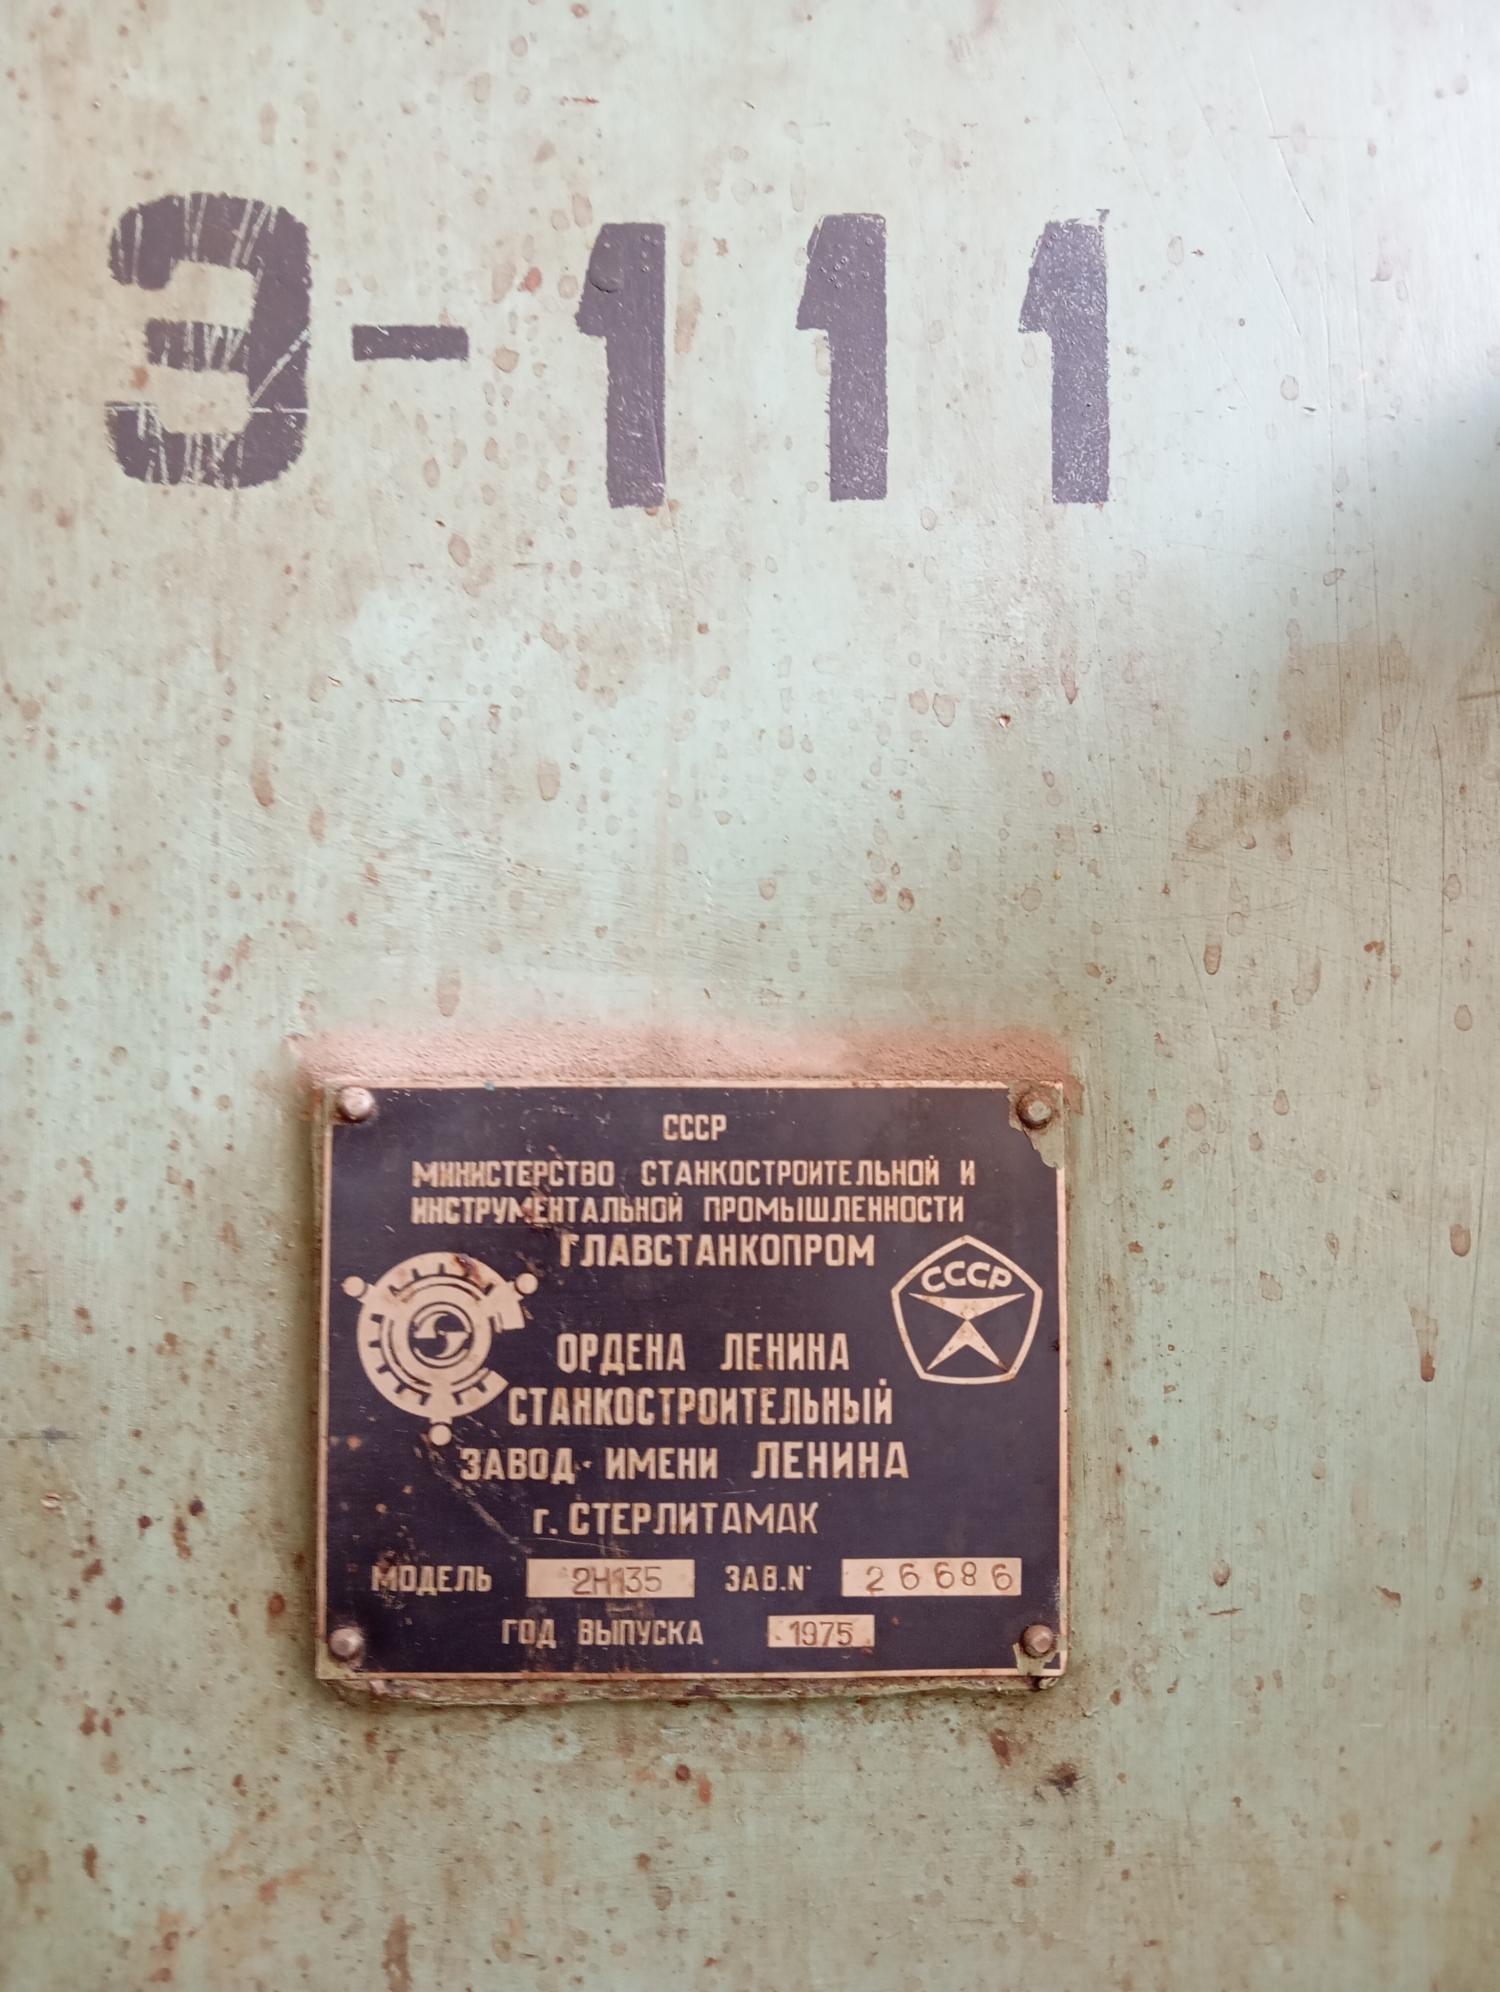 Э-111
СССР
МИНИСТЕРСТВО СТАНКОСТРОИТЕЛЬНОЙ И
ИНСТРУМЕНТАЛЬНОЙ ПРОМЫШЛЕННОСТИ
ГЛАВСТАНКОПРОМ
СССР
ОРДЕНА ЛЕНИНА
СТАНКОСТРОИТЕЛЬНЫЙ
ЗАВОД ИМЕНИ ЛЕНИНА
г. СТЕРЛИТАМАК
МОДЕЛЬ 2Н135 ЗАВ.N° 26686
ГОД ВЫПУСКА 1975